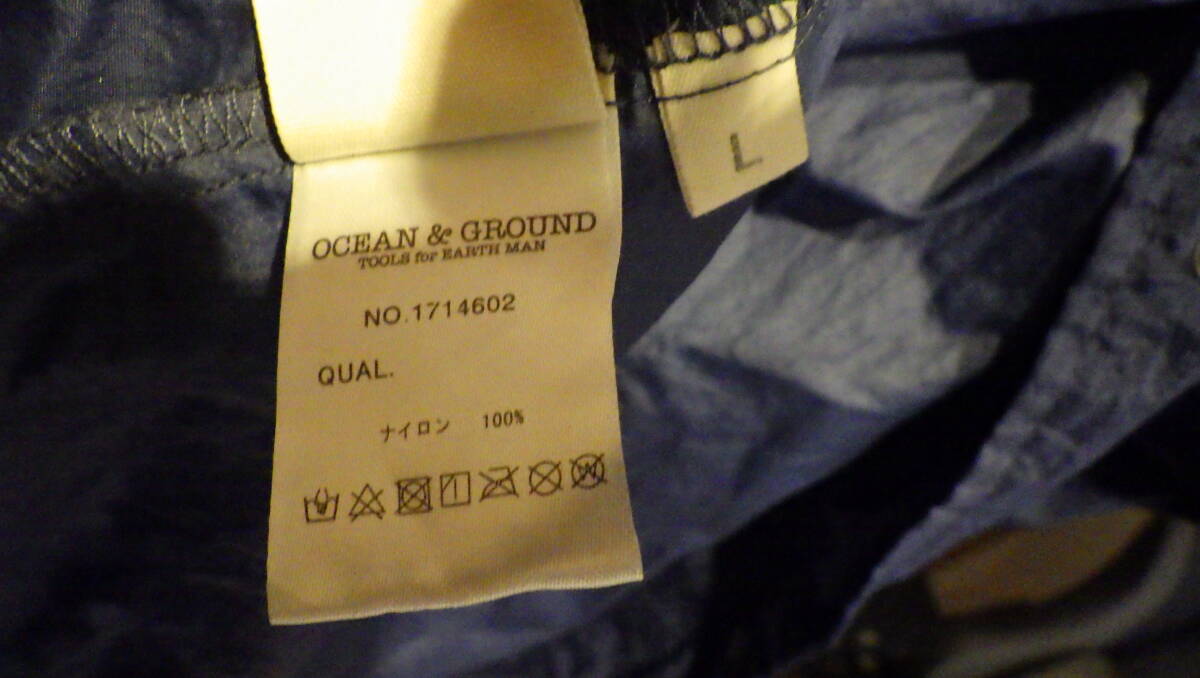 L
OCEAN & GROUND
TOOLS for EARTH MAN
NO.1714602
QUAL.
ナイロン 100%
W